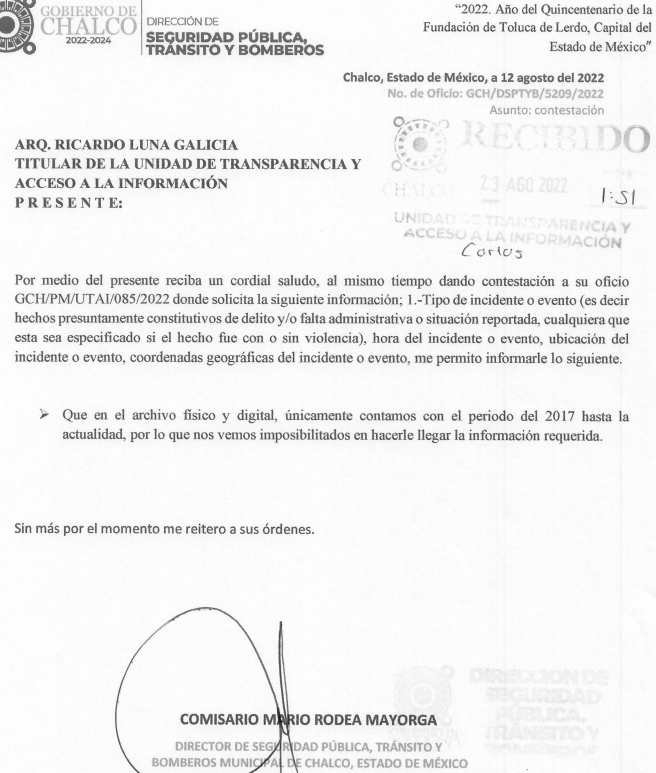 GOBIERNO DE
CHALCO
2022-2024
DIRECCIÓN DE
SEGURIDAD PÚBLICA,
TRÁNSITO Y BOMBEROS
"2022. Año del Quincentenario de la
Fundación de Toluca de Lerdo, Capital del
Estado de México"
Chalco, Estado de México, a 12 agosto del 2022
No. de Oficio: GCH/DSPTYB/5209/2022
Asunto: contestación
RECIBIDO
CHALCO
23 AGO 2022
1:51
UNIDAD DE TRANSPARENCIA Y
ACCESO A LA INFORMACIÓN
Carlos
ARQ. RICARDO LUNA GALICIA
TITULAR DE LA UNIDAD DE TRANSPARENCIA Y
ACCESO A LA INFORMACIÓN
P R E S E N T E:
Por medio del presente reciba un cordial saludo, al mismo tiempo dando contestación a su oficio
GCH/PM/UTAI/085/2022 donde solicita la siguiente información; 1.-Tipo de incidente o evento (es decir
hechos presuntamente constitutivos de delito y/o falta administrativa o situación reportada, cualquiera que
esta sea especificado si el hecho fue con o sin violencia), hora del incidente o evento, ubicación del
incidente o evento, coordenadas geográficas del incidente o evento, me permito informarle lo siguiente.
➢ Que en el archivo físico y digital, únicamente contamos con el periodo del 2017 hasta la
actualidad, por lo que nos vemos imposibilitados en hacerle llegar la información requerida.
Sin más por el momento me reitero a sus órdenes.
DIRECCION DE
SEGURIDAD
PÚBLICA,
TRÁNSITO Y
BOMBEROS
COMISARIO MARIO RODEA MAYORGA
DIRECTOR DE SEGURIDAD PÚBLICA, TRÁNSITO Y
BOMBEROS MUNICIPAL DE CHALCO, ESTADO DE MÉXICO